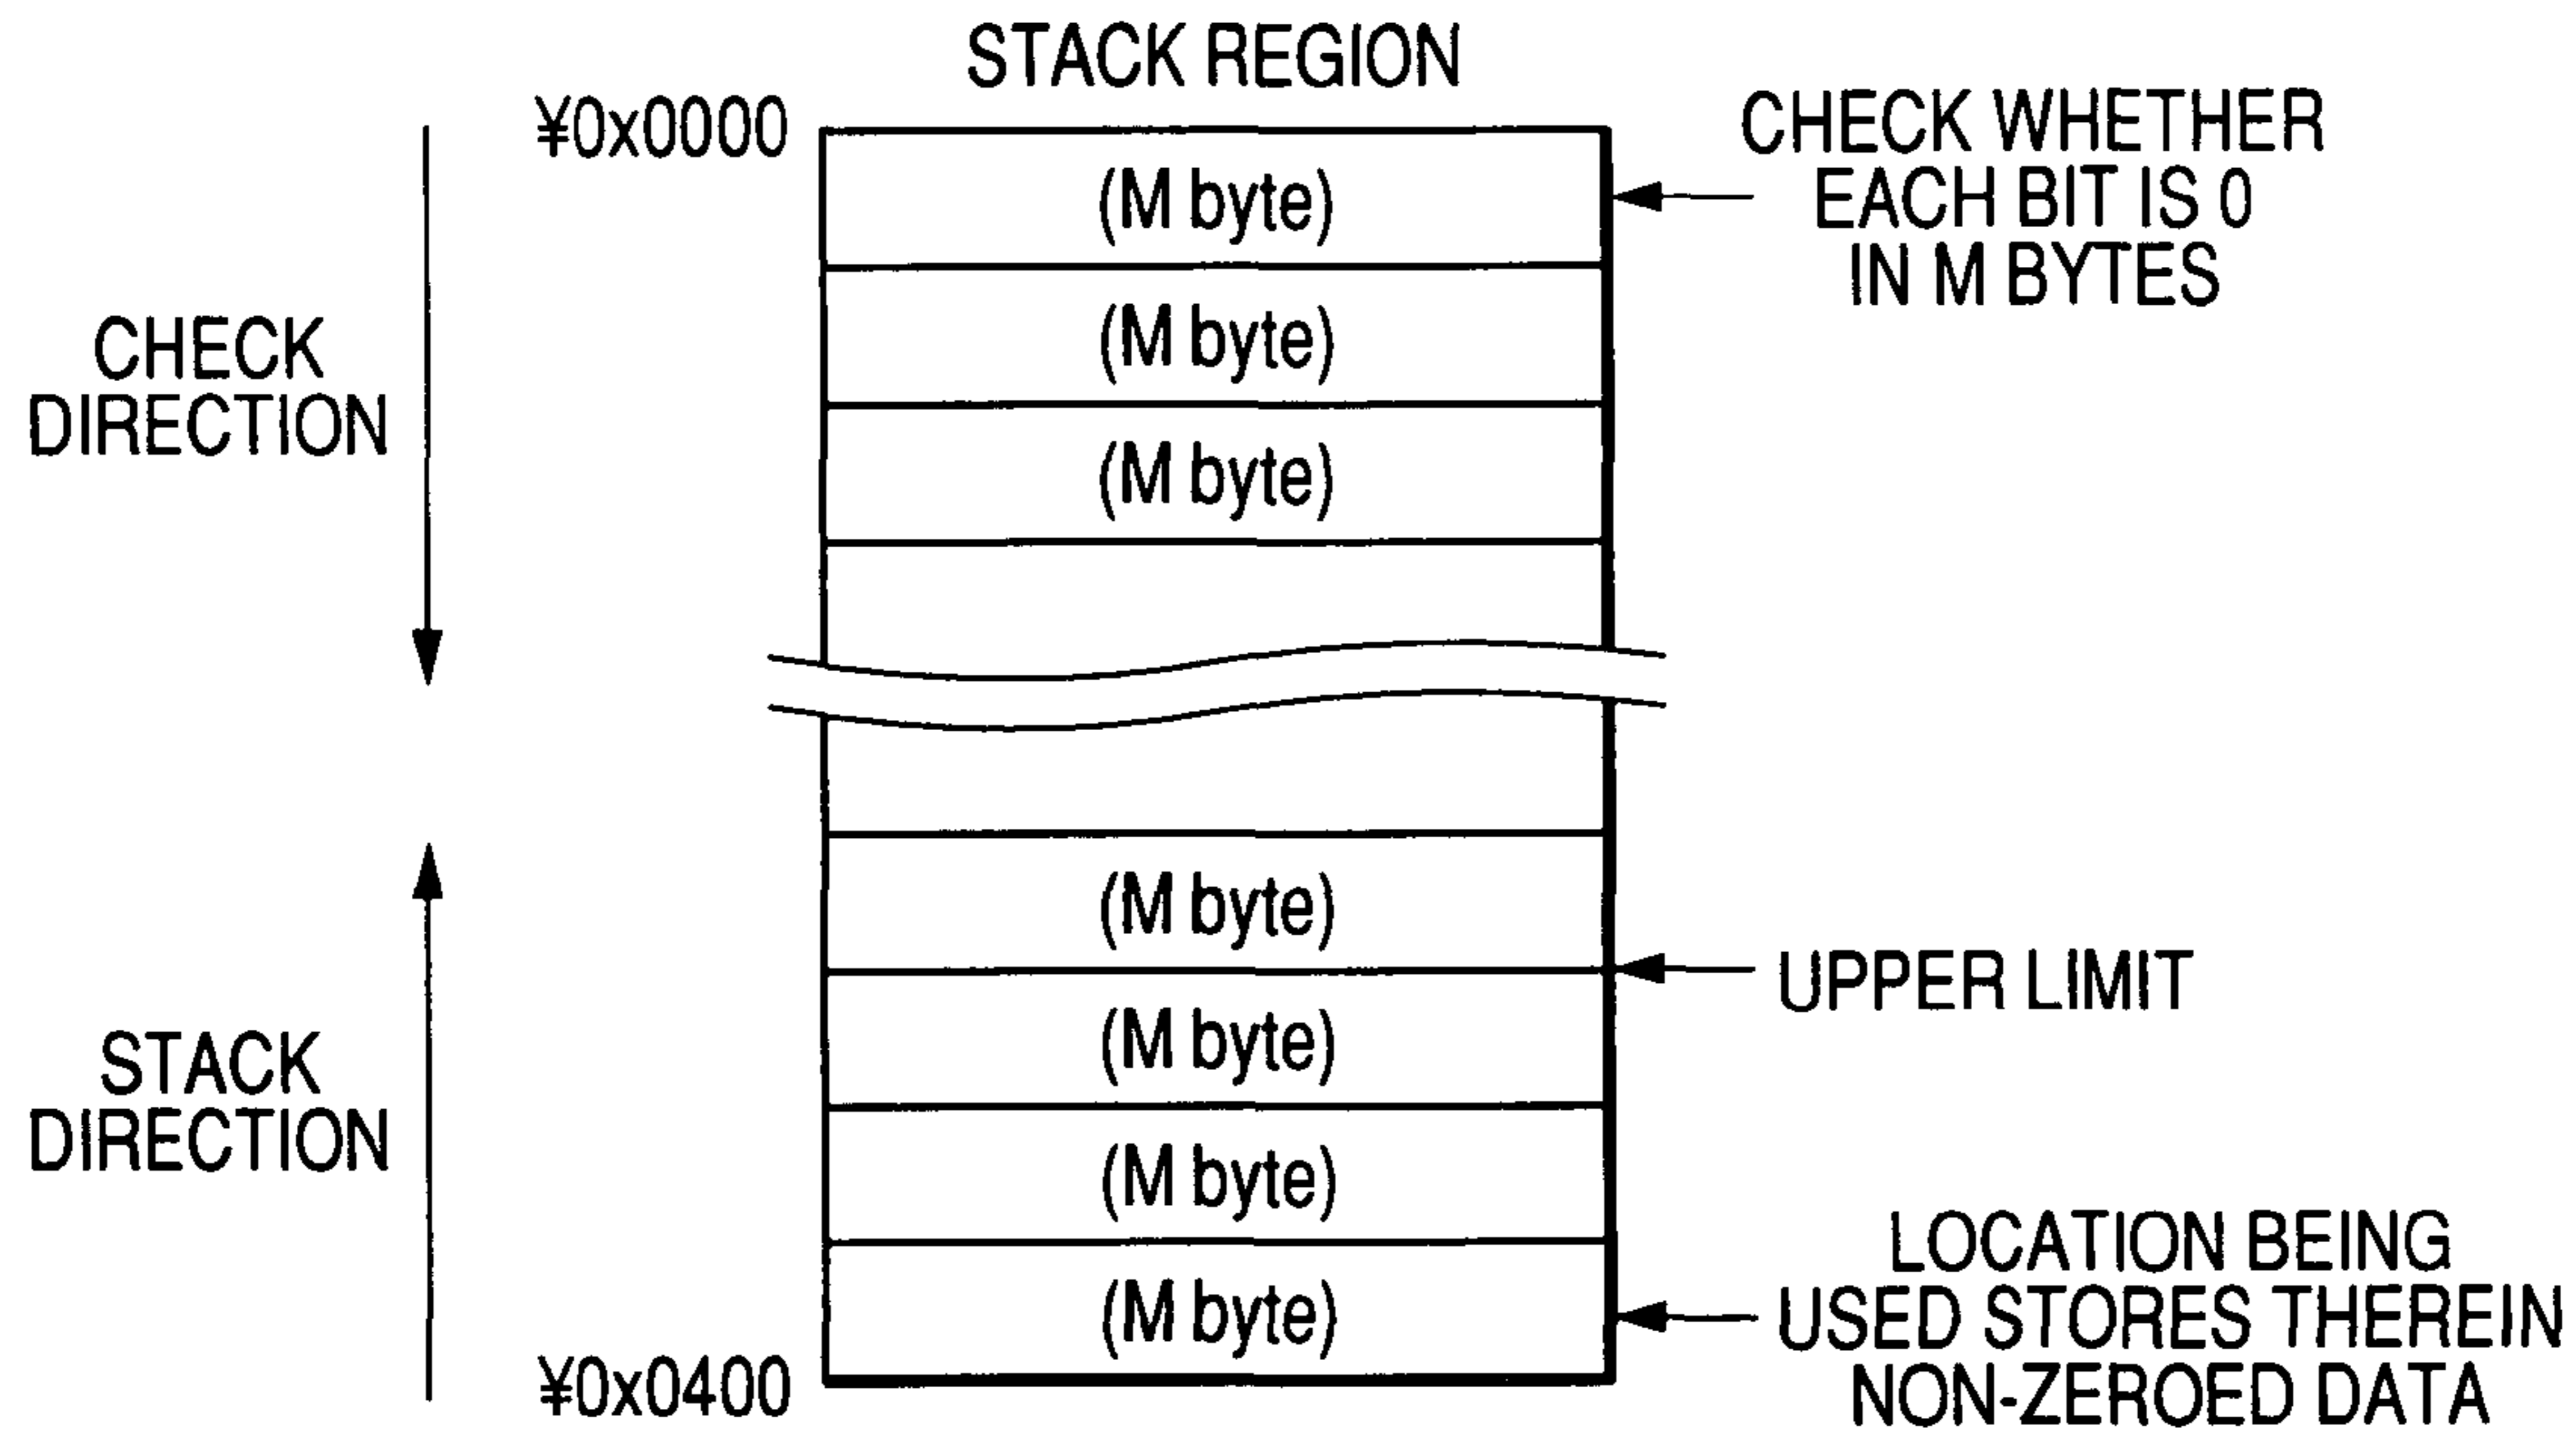 STACK REGION
¥0x0000
CHECK WHETHER
EACH BIT IS 0
IN M BYTES
(M byte)
(M byte)
(M byte)
CHECK
DIRECTION
(M byte)
UPPER LIMIT
(M byte)
STACK
DIRECTION
(M byte)
(M byte)
LOCATION BEING
USED STORES THEREIN
NON-ZEROED DATA
¥0x0400